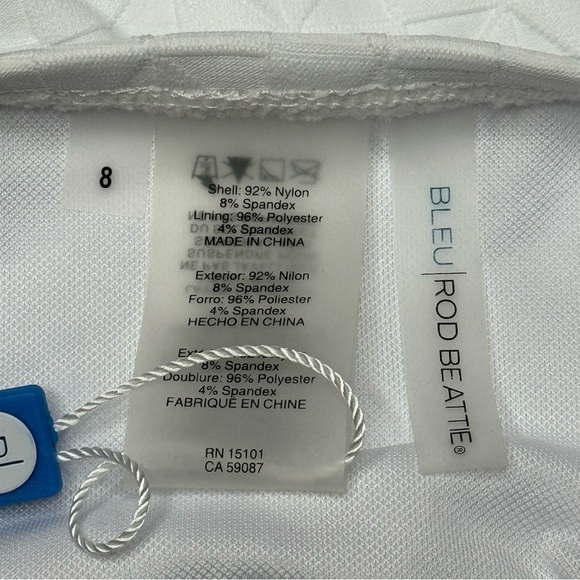 8
Shell: 92% Nylon
8% Spandex
Lining: 96% Polyester
4% Spandex
MADE IN CHINA
Exterior: 92% Nilon
8% Spandex
Forro: 96% Poliester
4% Spandex
HECHO EN CHINA
8% Spandex
Doublure: 96% Polyester
4% Spandex
FABRIQUÉ EN CHINE
RN 15101
CA 59087
BLEU|ROD BEATTIE®